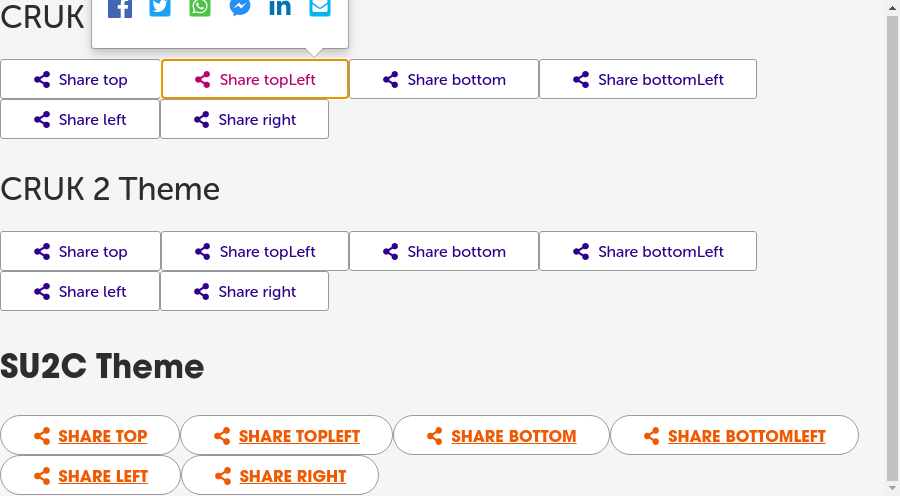 CRUK
Share top
Share topLeft
Share bottom
Share bottomLeft
Share left
Share right
CRUK 2 Theme
Share top
Share topLeft
Share bottom
Share bottomLeft
Share left
Share right
SU2C Theme
SHARE TOP
SHARE TOPLEFT
SHARE BOTTOM
SHARE BOTTOMLEFT
SHARE LEFT
SHARE RIGHT